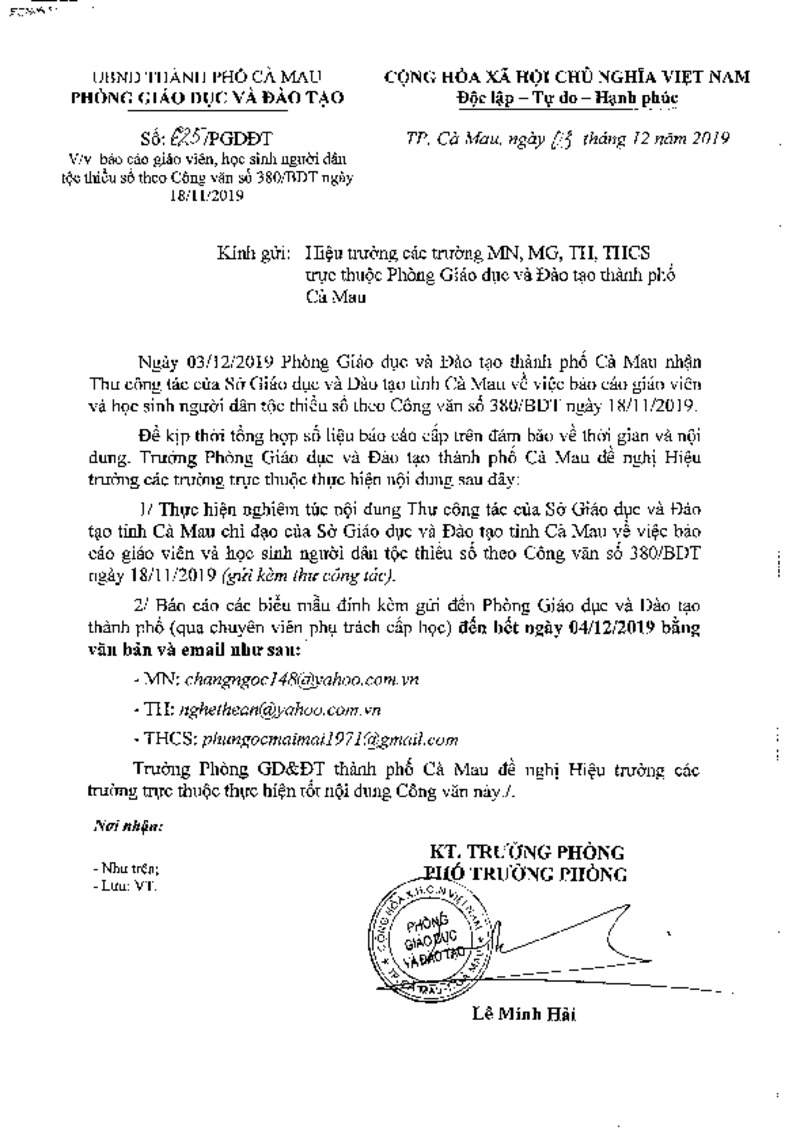 UBND THÀNH PHỐ CÀ MAU
PHÒNG GIÁO DỤC VÀ ĐÀO TẠO
CỘNG HÒA XÃ HỘI CHỦ NGHĨA VIỆT NAM
Độc lập – Tự do – Hạnh phúc
Số: 625/PGDĐT
V/v báo cáo giáo viên, học sinh người dân
tộc thiểu số theo Công văn số 380/BDT ngày
18/11/2019
TP. Cà Mau, ngày 03 tháng 12 năm 2019
Kính gửi: Hiệu trưởng các trường MN, MG, TH, THCS
trực thuộc Phòng Giáo dục và Đào tạo thành phố
Cà Mau
Ngày 03/12/2019 Phòng Giáo dục và Đào tạo thành phố Cà Mau nhận
Thư công tác của Sở Giáo dục và Đào tạo tỉnh Cà Mau về việc báo cáo giáo viên
và học sinh người dân tộc thiểu số theo Công văn số 380/BDT ngày 18/11/2019.
Để kịp thời tổng hợp số liệu báo cáo cấp trên đảm bảo về thời gian và nội
dung. Trưởng Phòng Giáo dục và Đào tạo thành phố Cà Mau đề nghị Hiệu
trưởng các trường trực thuộc thực hiện nội dung sau đây:
1/ Thực hiện nghiêm túc nội dung Thư công tác của Sở Giáo dục và Đào
tạo tỉnh Cà Mau chỉ đạo của Sở Giáo dục và Đào tạo tỉnh Cà Mau về việc báo
cáo giáo viên và học sinh người dân tộc thiểu số theo Công văn số 380/BDT
ngày 18/11/2019 (gửi kèm thư công tác).
2/ Báo cáo các biểu mẫu đính kèm gửi đến Phòng Giáo dục và Đào tạo
thành phố (qua chuyên viên phụ trách cấp học) đến hết ngày 04/12/2019 bằng
văn bản và email như sau:
- MN: changngoc148@yahoo.com.vn
- TH: nghethean@yahoo.com.vn
- THCS: phungocmaimai1971@gmail.com
Trưởng Phòng GD&ĐT thành phố Cà Mau đề nghị Hiệu trưởng các
trường trực thuộc thực hiện tốt nội dung Công văn này./.
Nơi nhận:
- Như trên;
- Lưu: VT.
KT. TRƯỞNG PHÒNG
PHÓ TRƯỞNG PHÒNG
CỘNG HÒA X.H.C.N VIỆT NAM
PHÒNG
GIÁO DỤC
VÀ ĐÀO TẠO
Lê Minh Hải